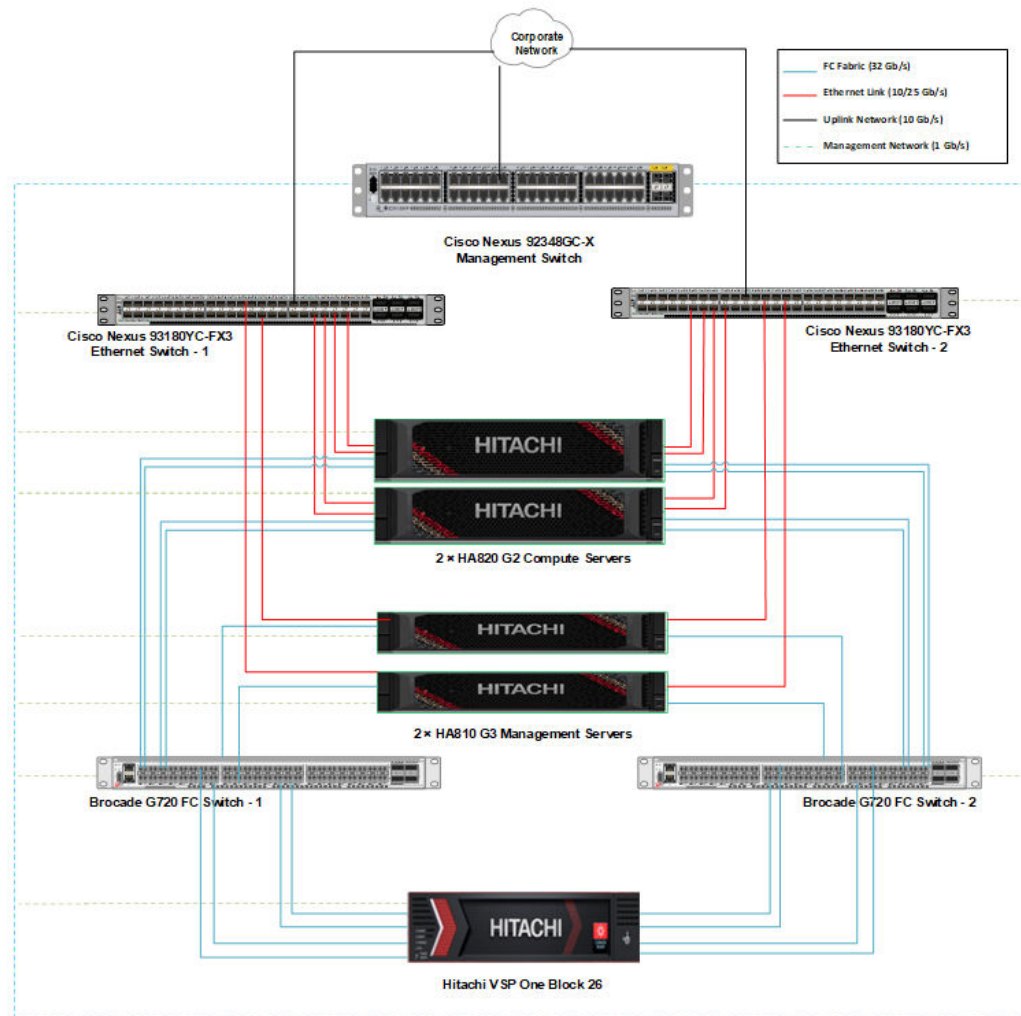 Corporate
Network
FC Fabric (32 Gb/s)
Ethernet Link (10/25 Gb/s)
Uplink Network (10 Gb/s)
Management Network (1 Gb/s)
Cisco Nexus 92348GC-X
Management Switch
Cisco Nexus 93180YC-FX3
Ethernet Switch - 1
Cisco Nexus 93180YC-FX3
Ethernet Switch - 2
HITACHI
HITACHI
2 × HA820 G2 Compute Servers
HITACHI
HITACHI
2 × HA810 G3 Management Servers
Brocade G720 FC Switch - 1
Brocade G720 FC Switch - 2
HITACHI
Hitachi VSP One Block 26